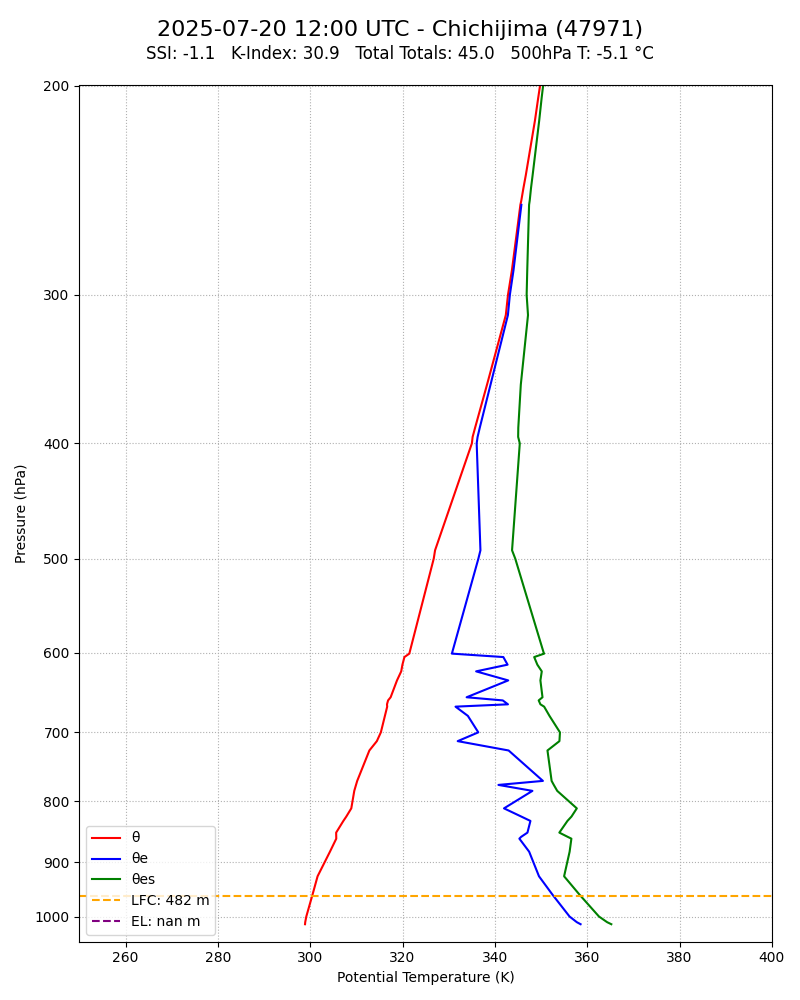 2025-07-20 12:00 UTC - Chichijima (47971)
SSI: -1.1   K-Index: 30.9   Total Totals: 45.0   500hPa T: -5.1 °C
200
300
400
500
600
700
800
900
1000
Pressure (hPa)
θ
θe
θes
LFC: 482 m
EL: nan m
260
280
300
320
340
360
380
400
Potential Temperature (K)